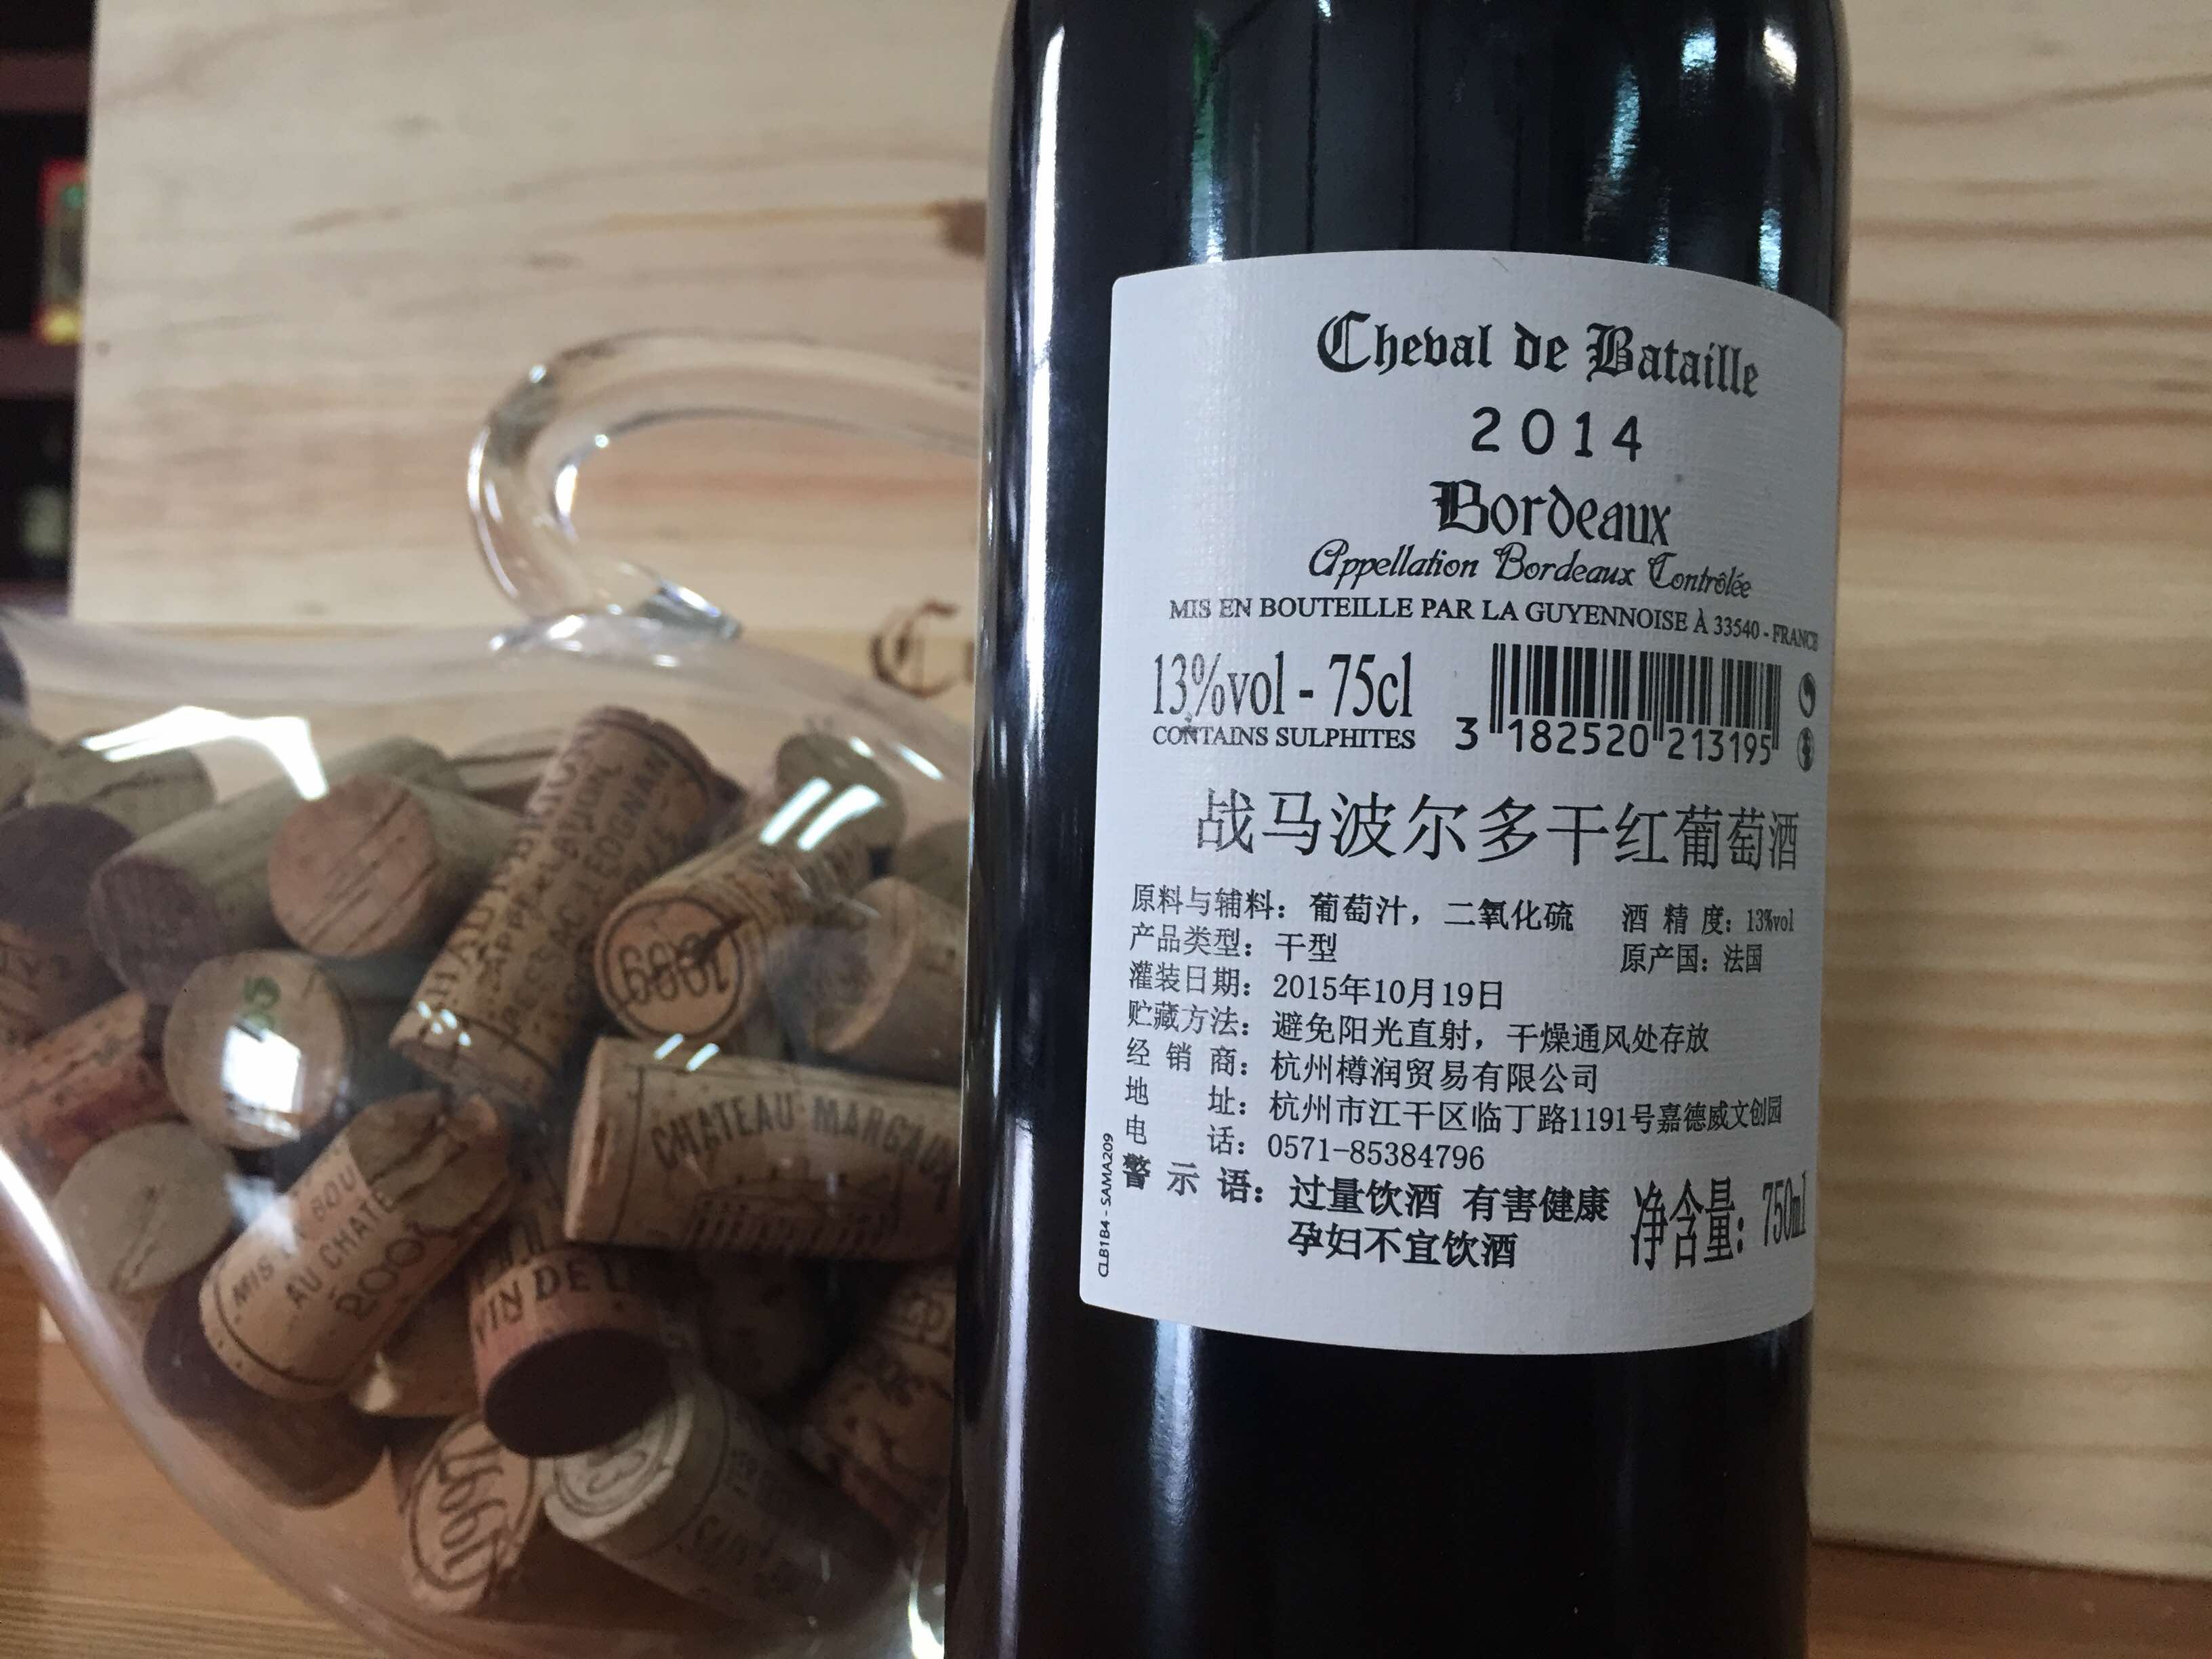 Cheval de Bataille
2014
Bordeaux
Appellation Bordeaux Contrôlée
MIS EN BOUTEILLE PAR LA GUYENNOISE À 33540 - FRANCE
13%vol - 75cl
CONTAINS SULPHITES
3 182520 213195
战马波尔多干红葡萄酒
原料与辅料：葡萄汁，二氧化硫 酒精度：13%vol
产品类型：干型 原产国：法国
灌装日期：2015年10月19日
贮藏方法：避免阳光直射，干燥通风处存放
经销商：杭州樽润贸易有限公司
地址：杭州市江干区临丁路1191号嘉德威文创园
电话：0571-85384796
警示语：过量饮酒 有害健康
孕妇不宜饮酒
净含量：750ml
CLB1B4 - SAMA209
1999
CHATEAU MARGAUX
AU CHATE
2002
VIN DE